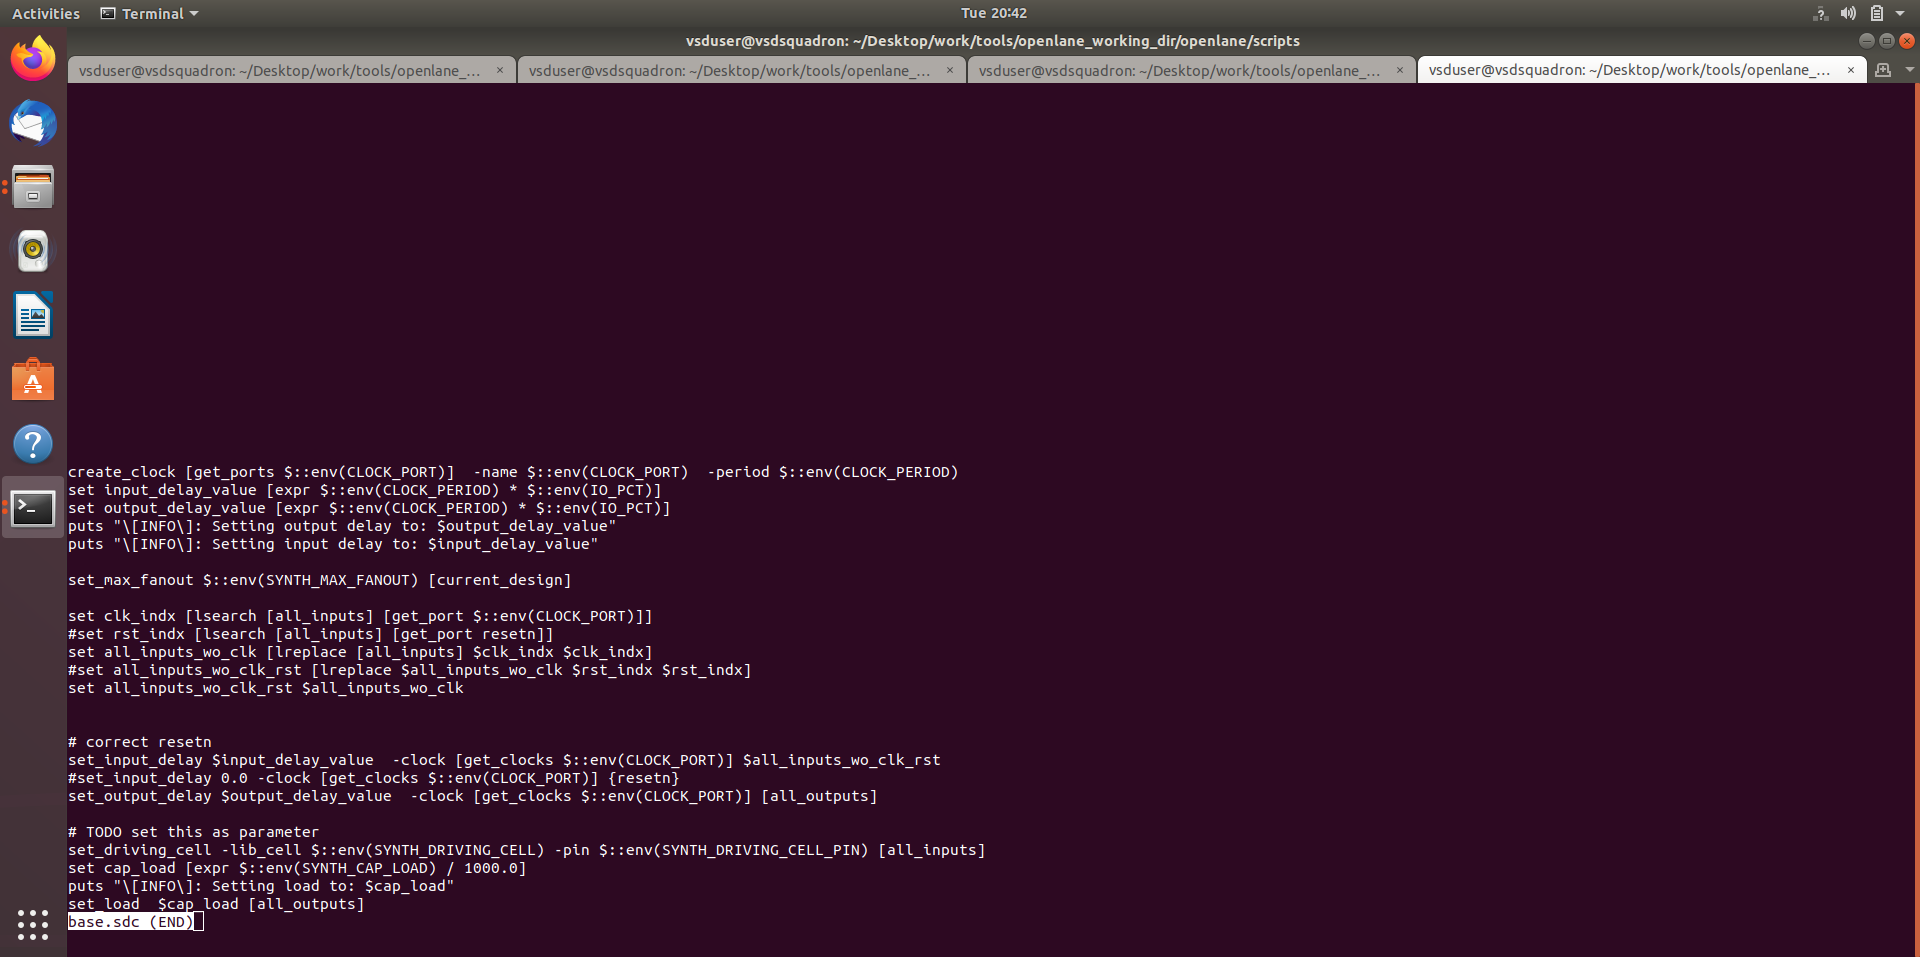 Activities
Terminal
Tue 20:42
vsduser@vsdsquadron: ~/Desktop/work/tools/openlane_working_dir/openlane/scripts
vsduser@vsdsquadron: ~/Desktop/work/tools/openlane_...
vsduser@vsdsquadron: ~/Desktop/work/tools/openlane_...
vsduser@vsdsquadron: ~/Desktop/work/tools/openlane_...
vsduser@vsdsquadron: ~/Desktop/work/tools/openlane_...
create_clock [get_ports $::env(CLOCK_PORT)]  -name $::env(CLOCK_PORT)  -period $::env(CLOCK_PERIOD)
set input_delay_value [expr $::env(CLOCK_PERIOD) * $::env(IO_PCT)]
set output_delay_value [expr $::env(CLOCK_PERIOD) * $::env(IO_PCT)]
puts "\[INFO\]: Setting output delay to: $output_delay_value"
puts "\[INFO\]: Setting input delay to: $input_delay_value"
set_max_fanout $::env(SYNTH_MAX_FANOUT) [current_design]
set clk_indx [lsearch [all_inputs] [get_port $::env(CLOCK_PORT)]]
#set rst_indx [lsearch [all_inputs] [get_port resetn]]
set all_inputs_wo_clk [lreplace [all_inputs] $clk_indx $clk_indx]
#set all_inputs_wo_clk_rst [lreplace $all_inputs_wo_clk $rst_indx $rst_indx]
set all_inputs_wo_clk_rst $all_inputs_wo_clk
# correct resetn
set_input_delay $input_delay_value  -clock [get_clocks $::env(CLOCK_PORT)] $all_inputs_wo_clk_rst
#set_input_delay 0.0 -clock [get_clocks $::env(CLOCK_PORT)] {resetn}
set_output_delay $output_delay_value  -clock [get_clocks $::env(CLOCK_PORT)] [all_outputs]
# TODO set this as parameter
set_driving_cell -lib_cell $::env(SYNTH_DRIVING_CELL) -pin $::env(SYNTH_DRIVING_CELL_PIN) [all_inputs]
set cap_load [expr $::env(SYNTH_CAP_LOAD) / 1000.0]
puts "\[INFO\]: Setting load to: $cap_load"
set_load  $cap_load [all_outputs]
base.sdc (END)